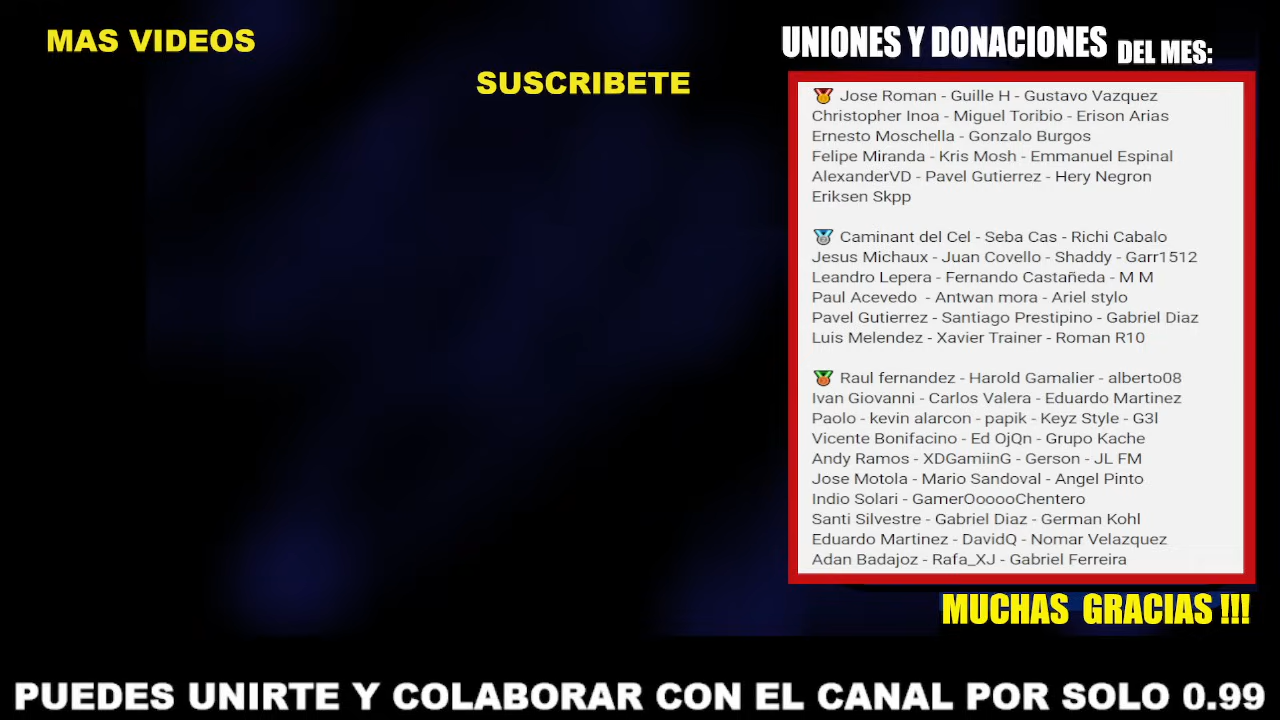 MAS VIDEOS
SUSCRIBETE
UNIONES Y DONACIONES DEL MES:
Jose Roman - Guille H - Gustavo Vazquez
Christopher Inoa - Miguel Toribio - Erison Arias
Ernesto Moschella - Gonzalo Burgos
Felipe Miranda - Kris Mosh - Emmanuel Espinal
AlexanderVD - Pavel Gutierrez - Hery Negron
Eriksen Skpp
Caminant del Cel - Seba Cas - Richi Cabalo
Jesus Michaux - Juan Covello - Shaddy - Garr1512
Leandro Lepera - Fernando Castañeda - M M
Paul Acevedo - Antwan mora - Ariel stylo
Pavel Gutierrez - Santiago Prestipino - Gabriel Diaz
Luis Melendez - Xavier Trainer - Roman R10
Raul fernandez - Harold Gamalier - alberto08
Ivan Giovanni - Carlos Valera - Eduardo Martinez
Paolo - kevin alarcon - papik - Keyz Style - G3l
Vicente Bonifacino - Ed OjQn - Grupo Kache
Andy Ramos - XDGamiinG - Gerson - JL FM
Jose Motola - Mario Sandoval - Angel Pinto
Indio Solari - GamerOooooChentero
Santi Silvestre - Gabriel Diaz - German Kohl
Eduardo Martinez - DavidQ - Nomar Velazquez
Adan Badajoz - Rafa_XJ - Gabriel Ferreira
MUCHAS GRACIAS !!!
PUEDES UNIRTE Y COLABORAR CON EL CANAL POR SOLO 0.99